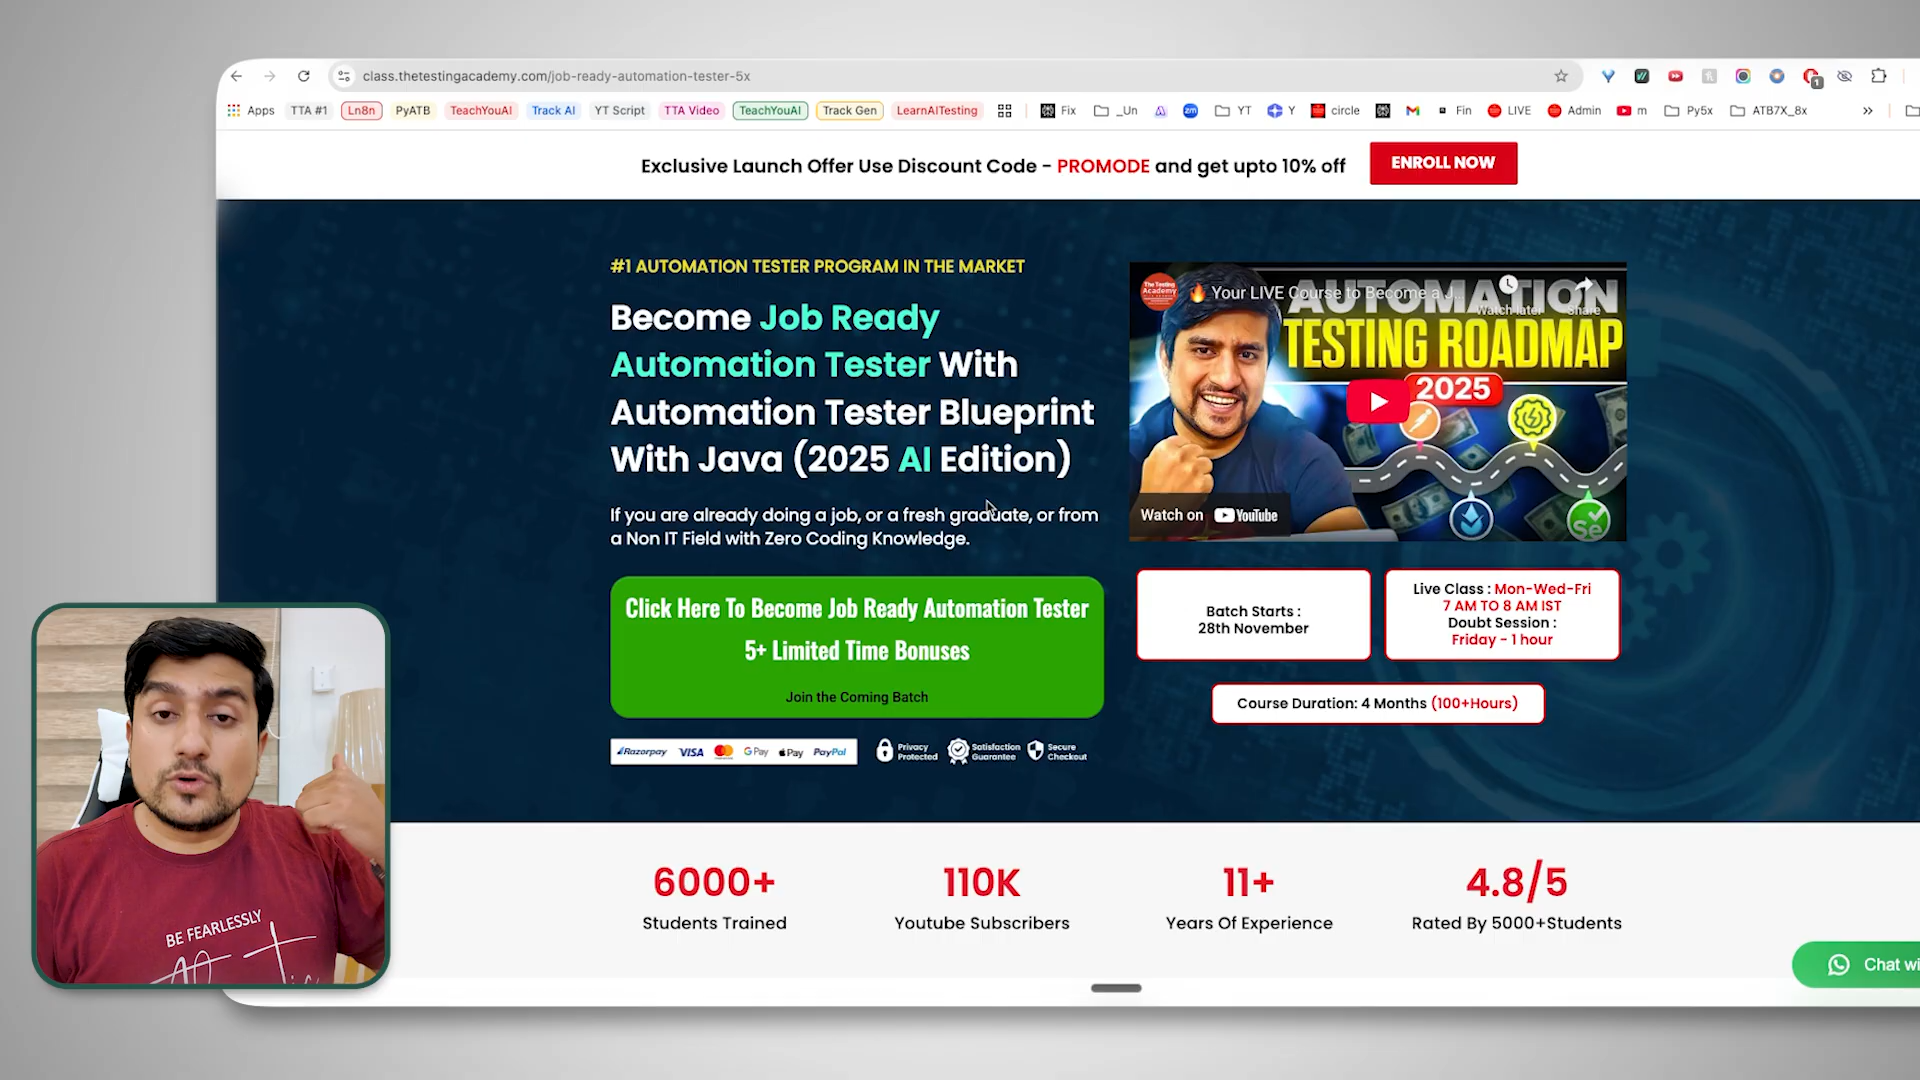 class.thetestingacademy.com/job-ready-automation-tester-5x
Apps TTA #1 Ln8n PyATB TeachYouAI Track AI YT Script TTA Video TeachYouAI Track Gen LearnAITesting Fix _Un zm YT Y circle Fin LIVE Admin m Py5x ATB7X_8x
Exclusive Launch Offer Use Discount Code - PROMODE and get upto 10% off
ENROLL NOW
#1 AUTOMATION TESTER PROGRAM IN THE MARKET
Become Job Ready
Automation Tester With
Automation Tester Blueprint
With Java (2025 AI Edition)
If you are already doing a job, or a fresh graduate, or from
a Non IT Field with Zero Coding Knowledge.
Click Here To Become Job Ready Automation Tester
5+ Limited Time Bonuses
Join the Coming Batch
Razorpay VISA G Pay Pay PayPal
Privacy
Protected
Satisfaction
Guarantee
Secure
Checkout
The Testing
Academy
Your LIVE Course to Become a J...
Watch later
Share
AUTOMATION
TESTING ROADMAP
2025
Se
Watch on YouTube
Batch Starts :
28th November
Live Class : Mon-Wed-Fri
7 AM TO 8 AM IST
Doubt Session :
Friday - 1 hour
Course Duration: 4 Months (100+Hours)
6000+
Students Trained
110K
Youtube Subscribers
11+
Years Of Experience
4.8/5
Rated By 5000+Students
Chat wi
BE FEARLESSLY